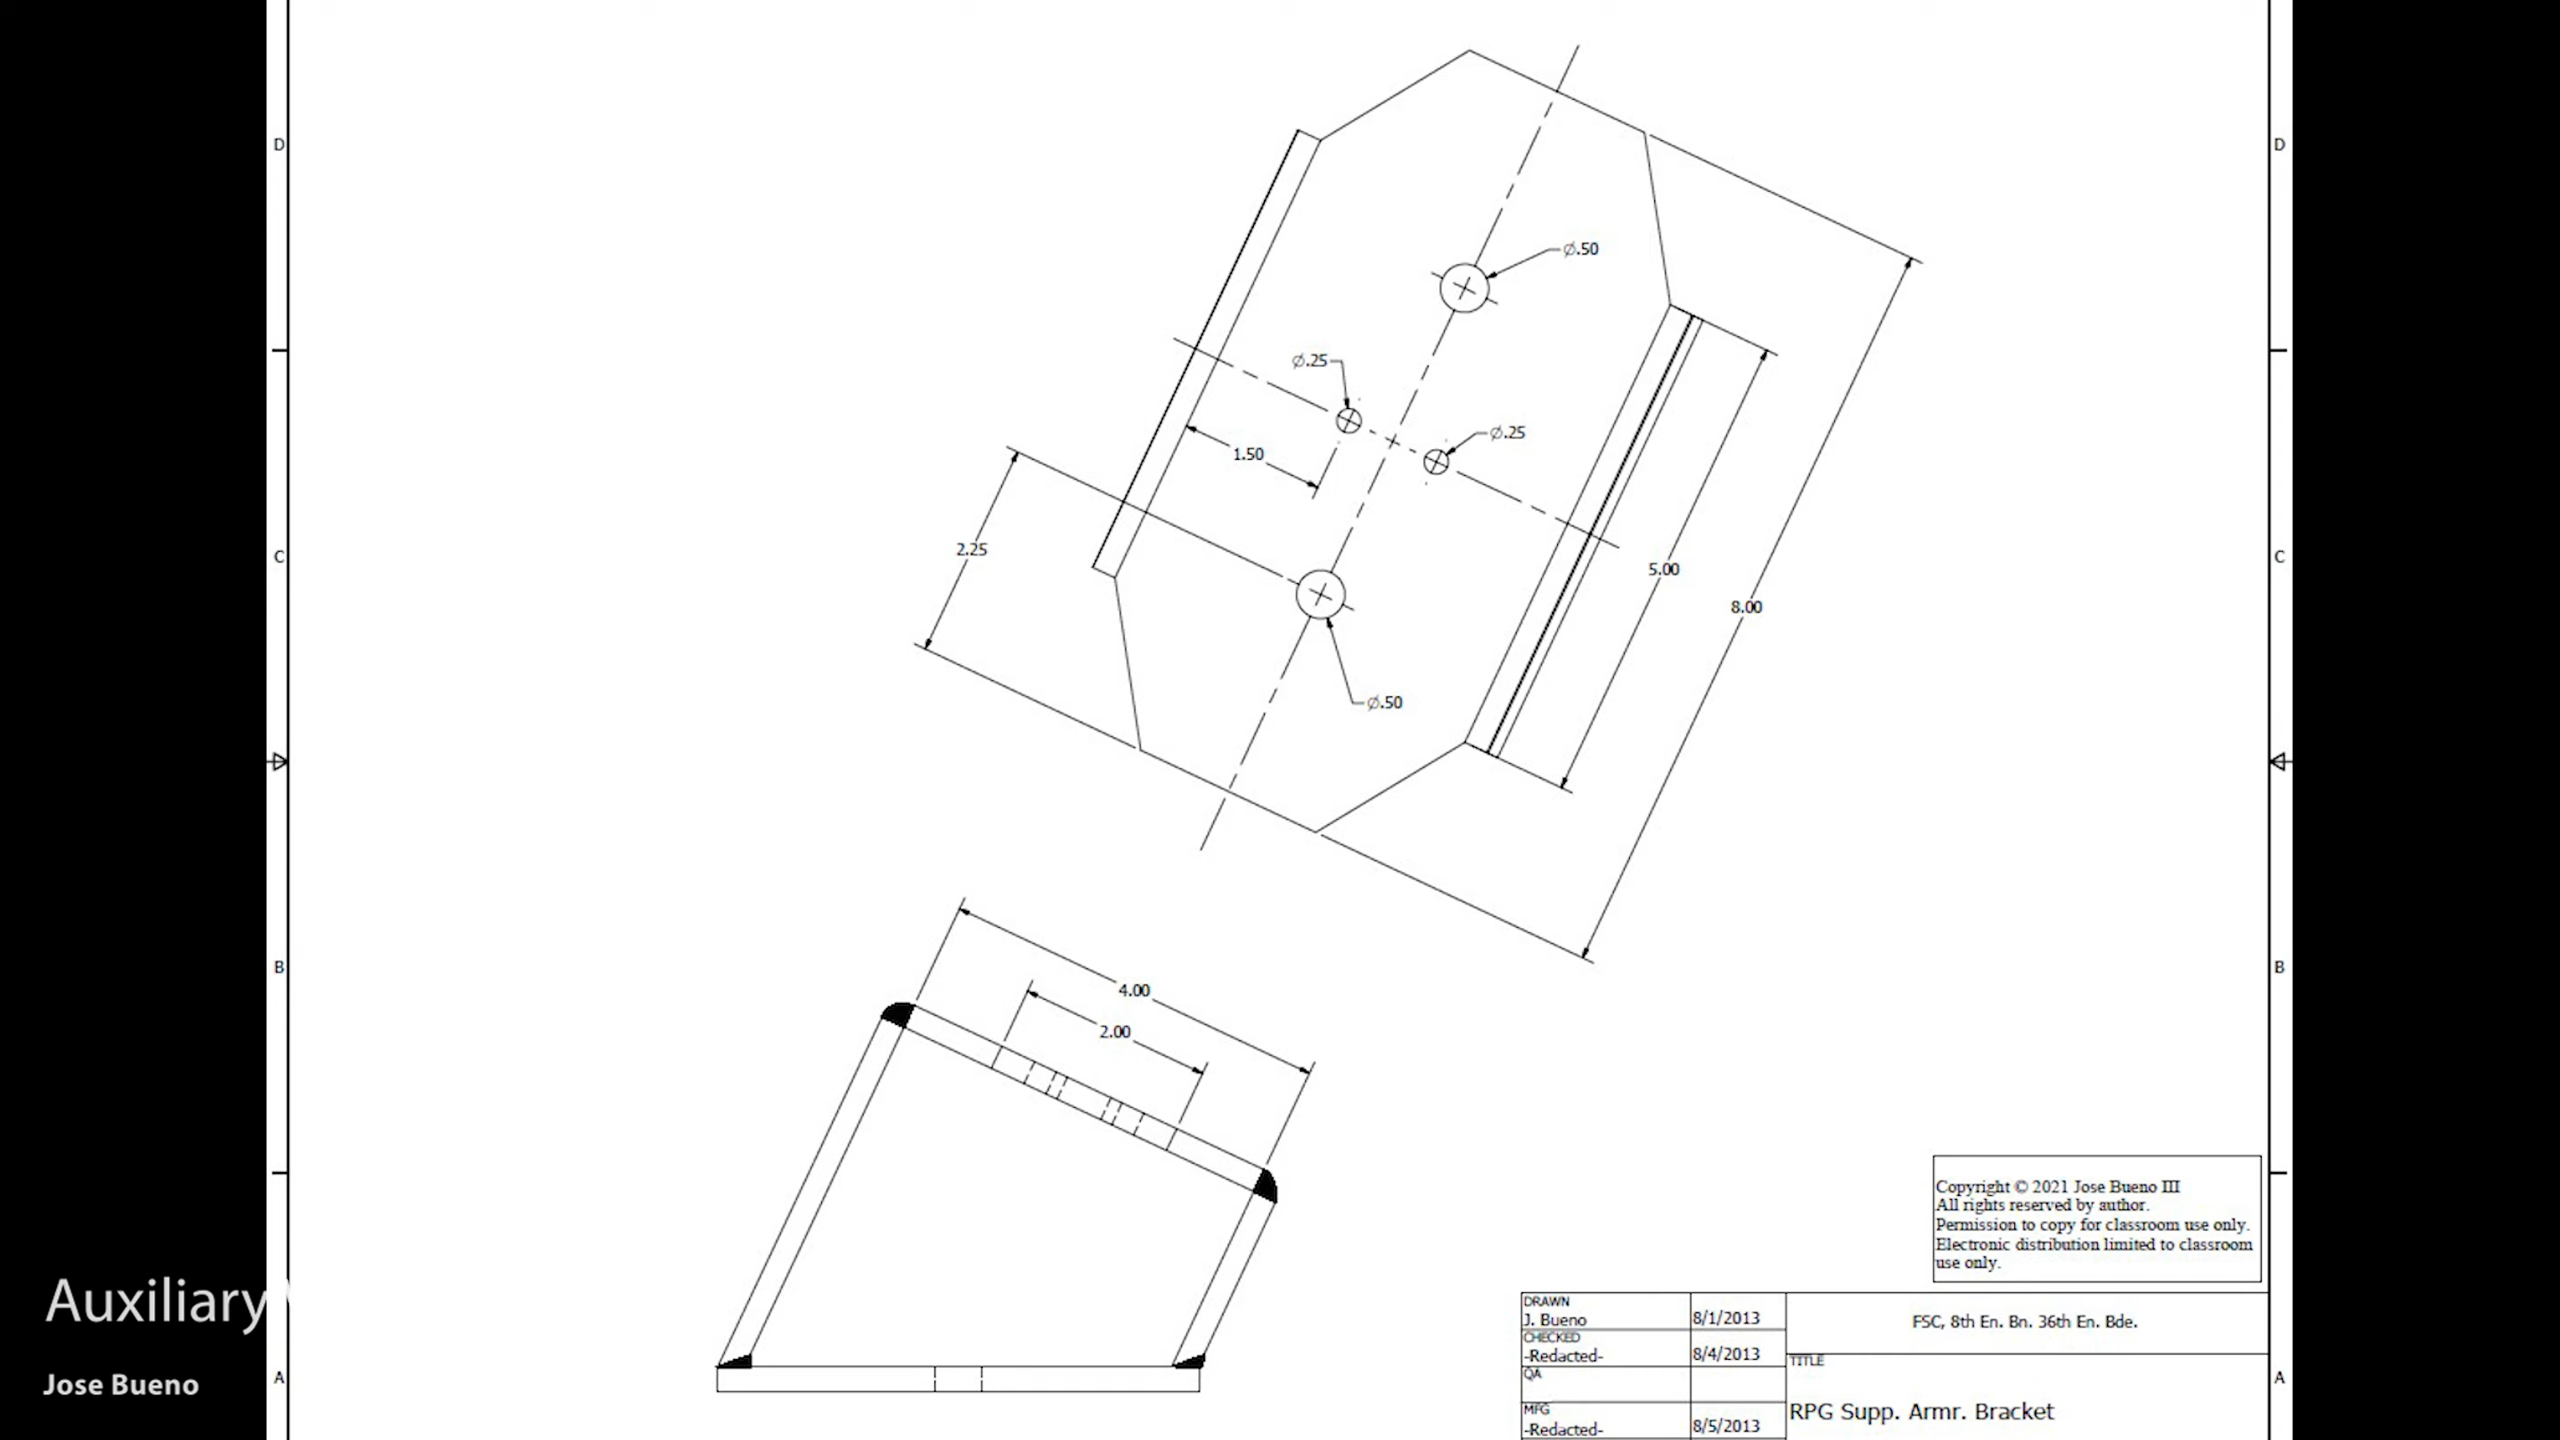 D
D
∅.50
∅.25
∅.25
1.50
2.25
C
C
5.00
8.00
∅.50
B
B
4.00
2.00
Copyright © 2021 Jose Bueno III
All rights reserved by author.
Permission to copy for classroom use only.
Electronic distribution limited to classroom
use only.
Auxiliary
Jose Bueno
A
A
DRAWN
J. Bueno
8/1/2013
FSC, 8th En. Bn. 36th En. Bde.
CHECKED
-Redacted-
8/4/2013
TITLE
QA
RPG Supp. Armr. Bracket
MFG
-Redacted-
8/5/2013